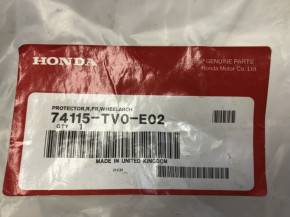 HONDA
GENUINE PARTS
Honda Motor Co., Ltd.
PROTECTOR,R,FR,WHEELARCH
74115-TV0-E02
QTY 1
MADE IN UNITED KINGDOM